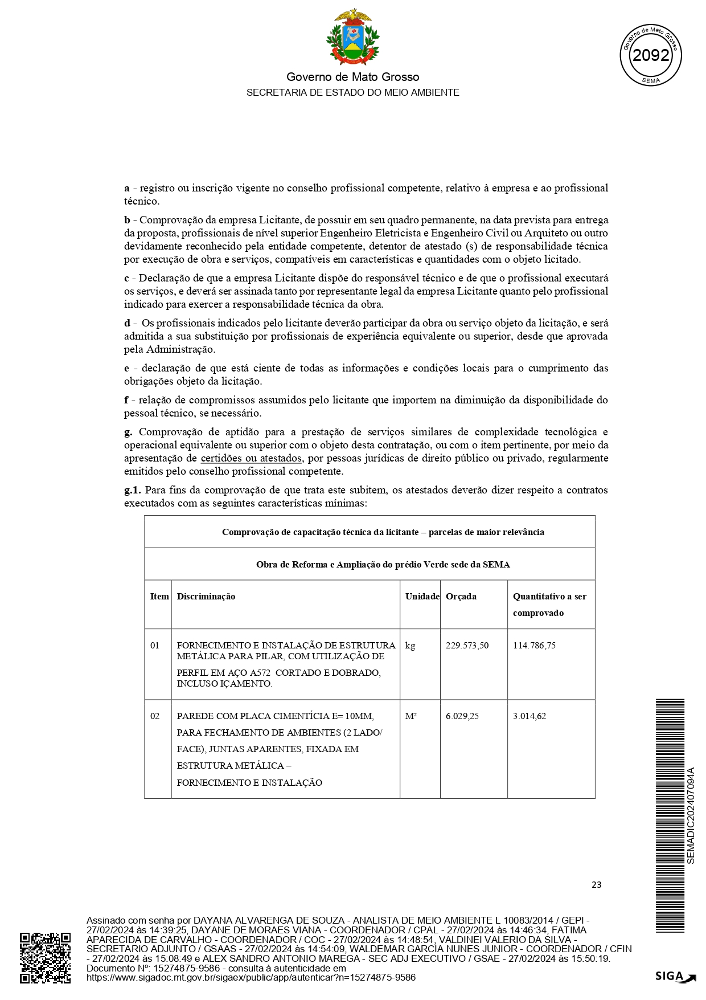 Governo de Mato Grosso
SECRETARIA DE ESTADO DO MEIO AMBIENTE
Governo de Mato Grosso
2092
SEMA
a - registro ou inscrição vigente no conselho profissional competente, relativo à empresa e ao profissional
técnico.
b - Comprovação da empresa Licitante, de possuir em seu quadro permanente, na data prevista para entrega
da proposta, profissionais de nível superior Engenheiro Eletricista e Engenheiro Civil ou Arquiteto ou outro
devidamente reconhecido pela entidade competente, detentor de atestado (s) de responsabilidade técnica
por execução de obra e serviços, compatíveis em características e quantidades com o objeto licitado.
c - Declaração de que a empresa Licitante dispõe do responsável técnico e de que o profissional executará
os serviços, e deverá ser assinada tanto por representante legal da empresa Licitante quanto pelo profissional
indicado para exercer a responsabilidade técnica da obra.
d - Os profissionais indicados pelo licitante deverão participar da obra ou serviço objeto da licitação, e será
admitida a sua substituição por profissionais de experiência equivalente ou superior, desde que aprovada
pela Administração.
e - declaração de que está ciente de todas as informações e condições locais para o cumprimento das
obrigações objeto da licitação.
f - relação de compromissos assumidos pelo licitante que importem na diminuição da disponibilidade do
pessoal técnico, se necessário.
g. Comprovação de aptidão para a prestação de serviços similares de complexidade tecnológica e
operacional equivalente ou superior com o objeto desta contratação, ou com o item pertinente, por meio da
apresentação de certidões ou atestados, por pessoas jurídicas de direito público ou privado, regularmente
emitidos pelo conselho profissional competente.
g.1. Para fins da comprovação de que trata este subitem, os atestados deverão dizer respeito a contratos
executados com as seguintes características mínimas:
Comprovação de capacitação técnica da licitante – parcelas de maior relevância
Obra de Reforma e Ampliação do prédio Verde sede da SEMA
Item Discriminação Unidade Orçada Quantitativo a ser
comprovado
01 FORNECIMENTO E INSTALAÇÃO DE ESTRUTURA kg 229.573,50 114.786,75
METÁLICA PARA PILAR, COM UTILIZAÇÃO DE
PERFIL EM AÇO A572 CORTADO E DOBRADO,
INCLUSO IÇAMENTO.
02 PAREDE COM PLACA CIMENTÍCIA E= 10MM, M² 6.029,25 3.014,62
PARA FECHAMENTO DE AMBIENTES (2 LADO/
FACE), JUNTAS APARENTES, FIXADA EM
ESTRUTURA METÁLICA –
FORNECIMENTO E INSTALAÇÃO
SEMADIC202407094A
23
Assinado com senha por DAYANA ALVARENGA DE SOUZA - ANALISTA DE MEIO AMBIENTE L 10083/2014 / GEPI -
27/02/2024 às 14:39:25, DAYANE DE MORAES VIANA - COORDENADOR / CPAL - 27/02/2024 às 14:46:34, FATIMA
APARECIDA DE CARVALHO - COORDENADOR / COC - 27/02/2024 às 14:48:54, VALDINEI VALERIO DA SILVA -
SECRETARIO ADJUNTO / GSAAS - 27/02/2024 às 14:54:09, WALDEMAR GARCIA NUNES JUNIOR - COORDENADOR / CFIN
- 27/02/2024 às 15:08:49 e ALEX SANDRO ANTONIO MAREGA - SEC ADJ EXECUTIVO / GSAE - 27/02/2024 às 15:50:19.
Documento Nº: 15274875-9586 - consulta à autenticidade em
https://www.sigadoc.mt.gov.br/sigaex/public/app/autenticar?n=15274875-9586
SIGA